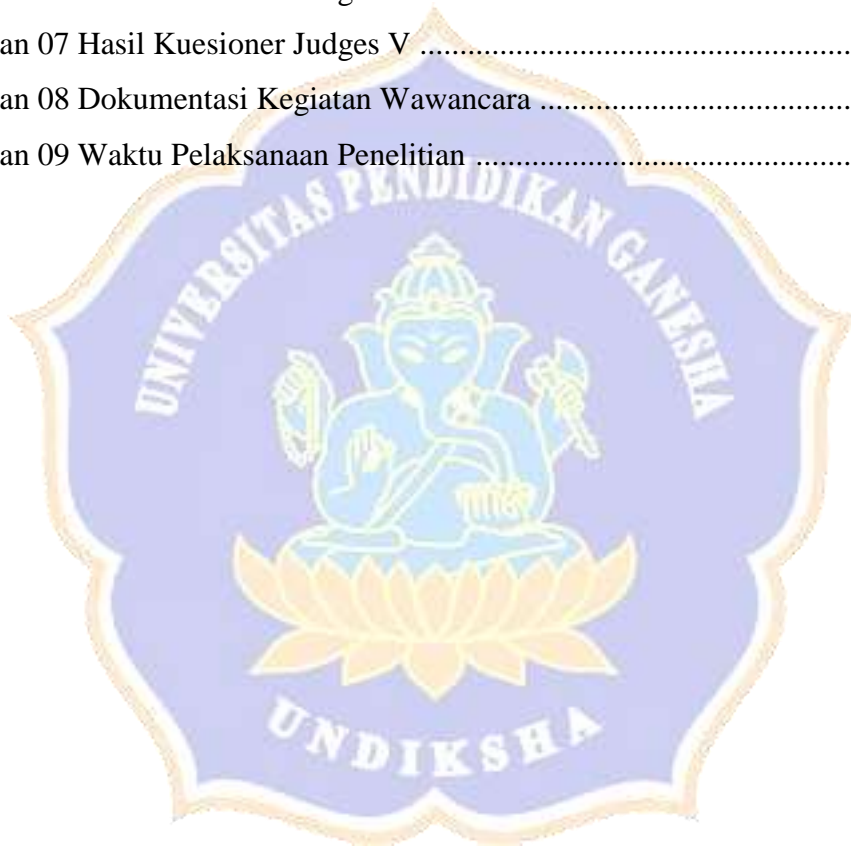 an 07 Hasil Kuesioner Judges V ....................................................
an 08 Dokumentasi Kegiatan Wawancara ......................................
an 09 Waktu Pelaksanaan Penelitian ..............................................
UNIVERSITAS PENDIDIKAN GANESHA
UNDIKSHA